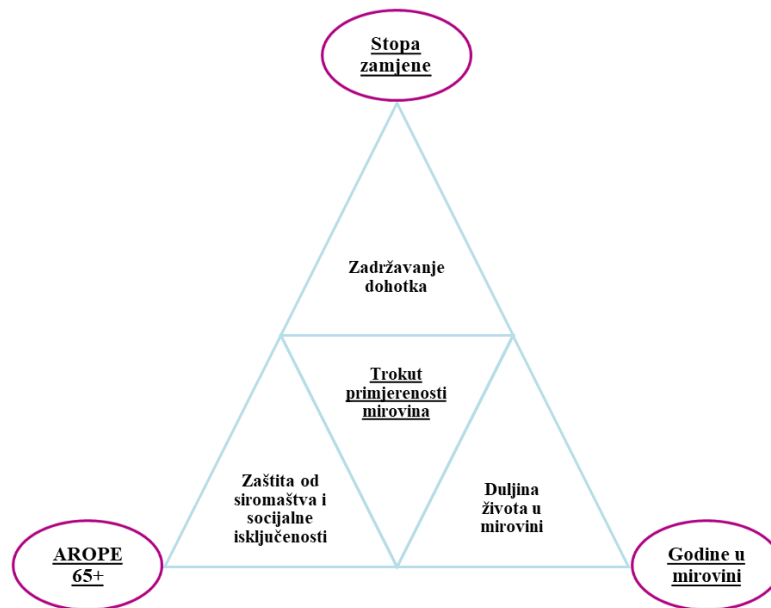 Stopa
zamjene
Zadržavanje
dohotka
Trokut
primjerenosti
mirovina
Zaštita od
siromaštva i
socijalne
isključenosti
Duljina
života u
mirovini
AROPE
65+
Godine u
mirovini